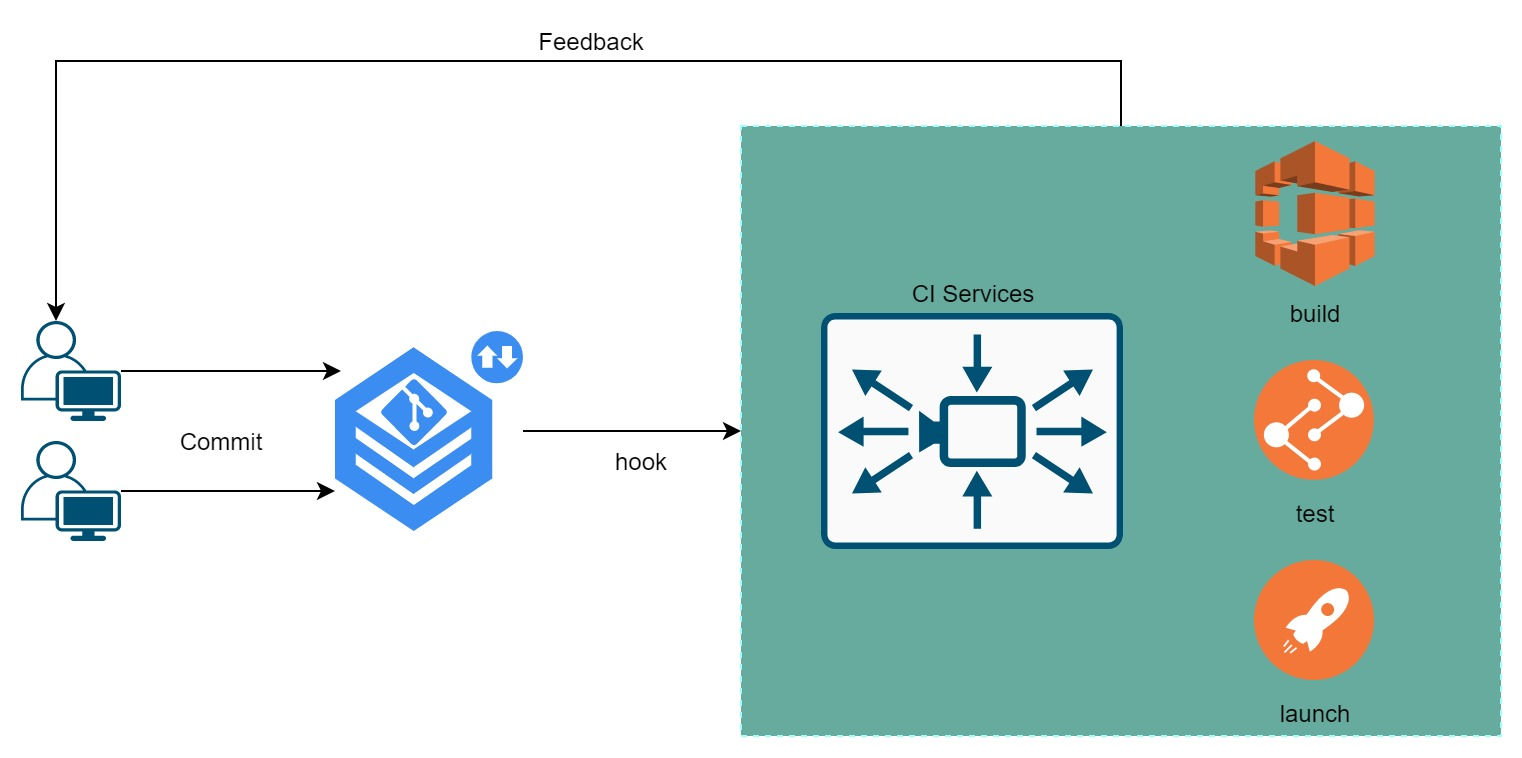 Feedback
CI Services
build
Commit
hook
test
launch